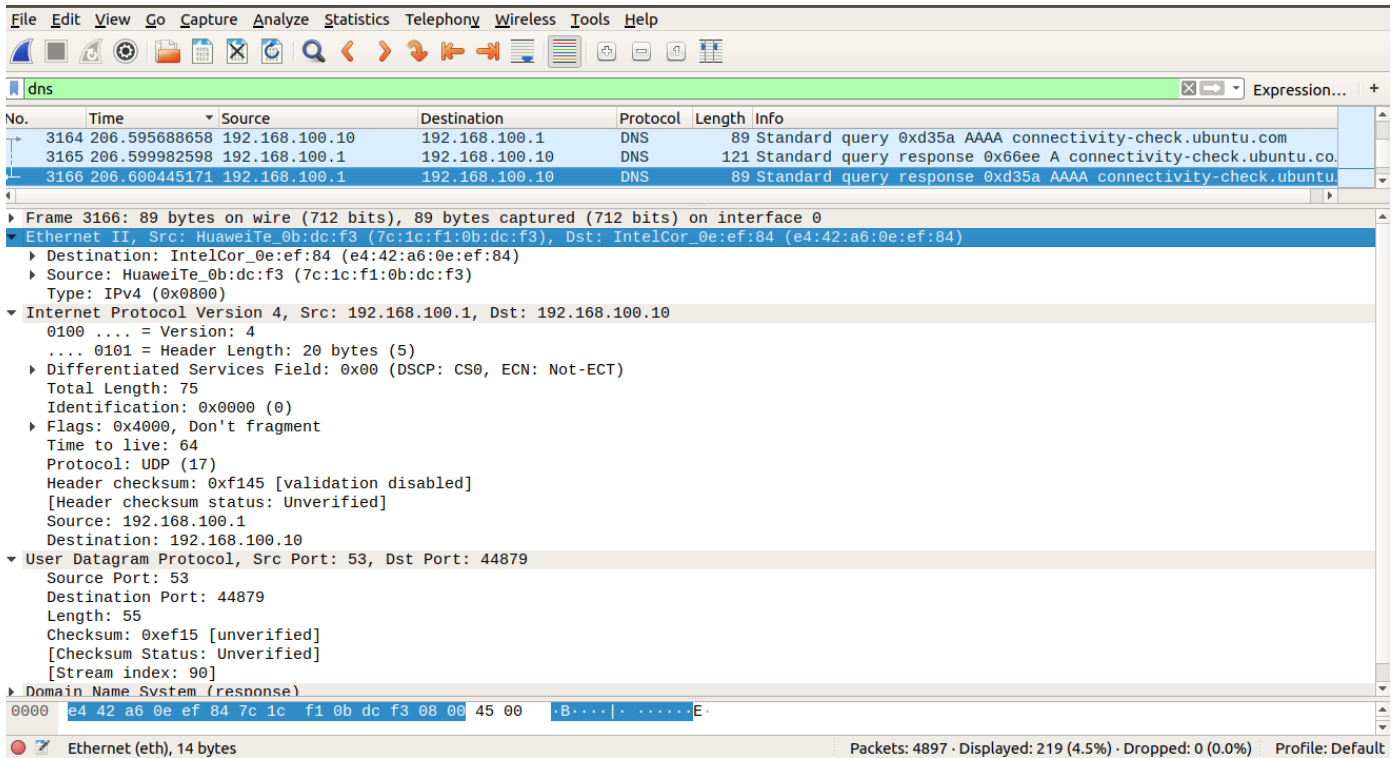 File Edit View Go Capture Analyze Statistics Telephony Wireless Tools Help
dns
Expression... +
No. Time Source Destination Protocol Length Info
3164 206.595688658 192.168.100.10 192.168.100.1 DNS 89 Standard query 0xd35a AAAA connectivity-check.ubuntu.com
3165 206.599982598 192.168.100.1 192.168.100.10 DNS 121 Standard query response 0x66ee A connectivity-check.ubuntu.co.
3166 206.600445171 192.168.100.1 192.168.100.10 DNS 89 Standard query response 0xd35a AAAA connectivity-check.ubuntu.
Frame 3166: 89 bytes on wire (712 bits), 89 bytes captured (712 bits) on interface 0
Ethernet II, Src: HuaweiTe_0b:dc:f3 (7c:1c:f1:0b:dc:f3), Dst: IntelCor_0e:ef:84 (e4:42:a6:0e:ef:84)
Destination: IntelCor_0e:ef:84 (e4:42:a6:0e:ef:84)
Source: HuaweiTe_0b:dc:f3 (7c:1c:f1:0b:dc:f3)
Type: IPv4 (0x0800)
Internet Protocol Version 4, Src: 192.168.100.1, Dst: 192.168.100.10
0100 .... = Version: 4
.... 0101 = Header Length: 20 bytes (5)
Differentiated Services Field: 0x00 (DSCP: CS0, ECN: Not-ECT)
Total Length: 75
Identification: 0x0000 (0)
Flags: 0x4000, Don't fragment
Time to live: 64
Protocol: UDP (17)
Header checksum: 0xf145 [validation disabled]
[Header checksum status: Unverified]
Source: 192.168.100.1
Destination: 192.168.100.10
User Datagram Protocol, Src Port: 53, Dst Port: 44879
Source Port: 53
Destination Port: 44879
Length: 55
Checksum: 0xef15 [unverified]
[Checksum Status: Unverified]
[Stream index: 90]
Domain Name System (response)
0000 e4 42 a6 0e ef 84 7c 1c f1 0b dc f3 08 00 45 00 ·B····|· ······E·
Ethernet (eth), 14 bytes
Packets: 4897 · Displayed: 219 (4.5%) · Dropped: 0 (0.0%)
Profile: Default